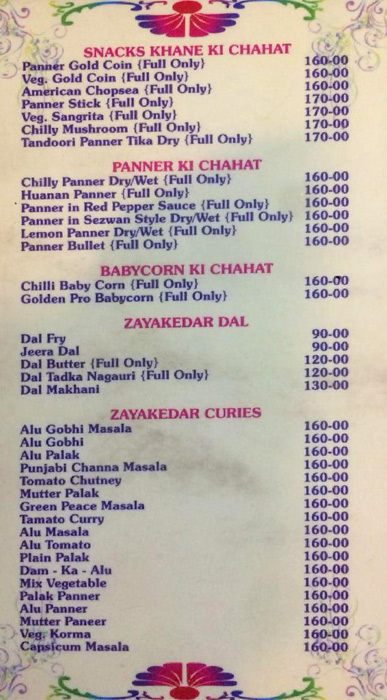 SNACKS KHANE KI CHAHAT
Panner Gold Coin {Full Only} 160-00
Veg. Gold Coin {Full Only} 160-00
American Chopsea {Full Only} 160-00
Panner Stick {Full Only} 170-00
Veg. Sangrita {Full Only} 170-00
Chilly Mushroom {Full Only} 170-00
Tandoori Panner Tika Dry {Full Only} 170-00
PANNER KI CHAHAT
Chilly Panner Dry/Wet {Full Only} 160-00
Huanan Panner {Full Only} 160-00
Panner in Red Pepper Sauce {Full Only} 160-00
Panner in Sezwan Style Dry/Wet {Full Only} 160-00
Lemon Panner Dry/Wet {Full Only} 160-00
Panner Bullet {Full Only} 160-00
BABYCORN KI CHAHAT
Chilli Baby Corn {Full Only} 160-00
Golden Pro Babycorn {Full Only} 160-00
ZAYAKEDAR DAL
Dal Fry 90-00
Jeera Dal 90-00
Dal Butter {Full Only} 120-00
Dal Tadka Nagauri {Full Only} 120-00
Dal Makhani 130-00
ZAYAKEDAR CURIES
Alu Gobhi Masala 160-00
Alu Gobhi 160-00
Alu Palak 160-00
Punjabi Channa Masala 160-00
Tomato Chutney 160-00
Mutter Palak 160-00
Green Peace Masala 160-00
Tamato Curry 160-00
Alu Masala 160-00
Alu Tomato 160-00
Plain Palak 160-00
Dam - Ka - Alu 160-00
Mix Vegetable 160-00
Palak Panner 160-00
Alu Panner 160-00
Mutter Paneer 160-00
Veg. Korma 160-00
Capsicum Masala 160-00